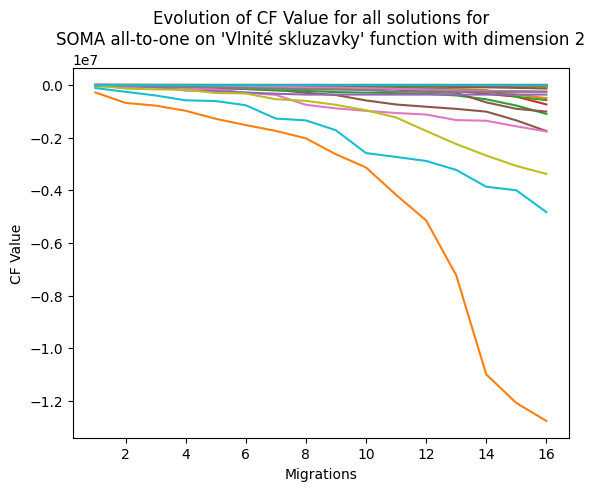 Evolution of CF Value for all solutions for
SOMA all-to-one on 'Vlnité skluzavky' function with dimension 2
1e7
0.0
−0.2
−0.4
−0.6
−0.8
−1.0
−1.2
CF Value
2 4 6 8 10 12 14 16
Migrations